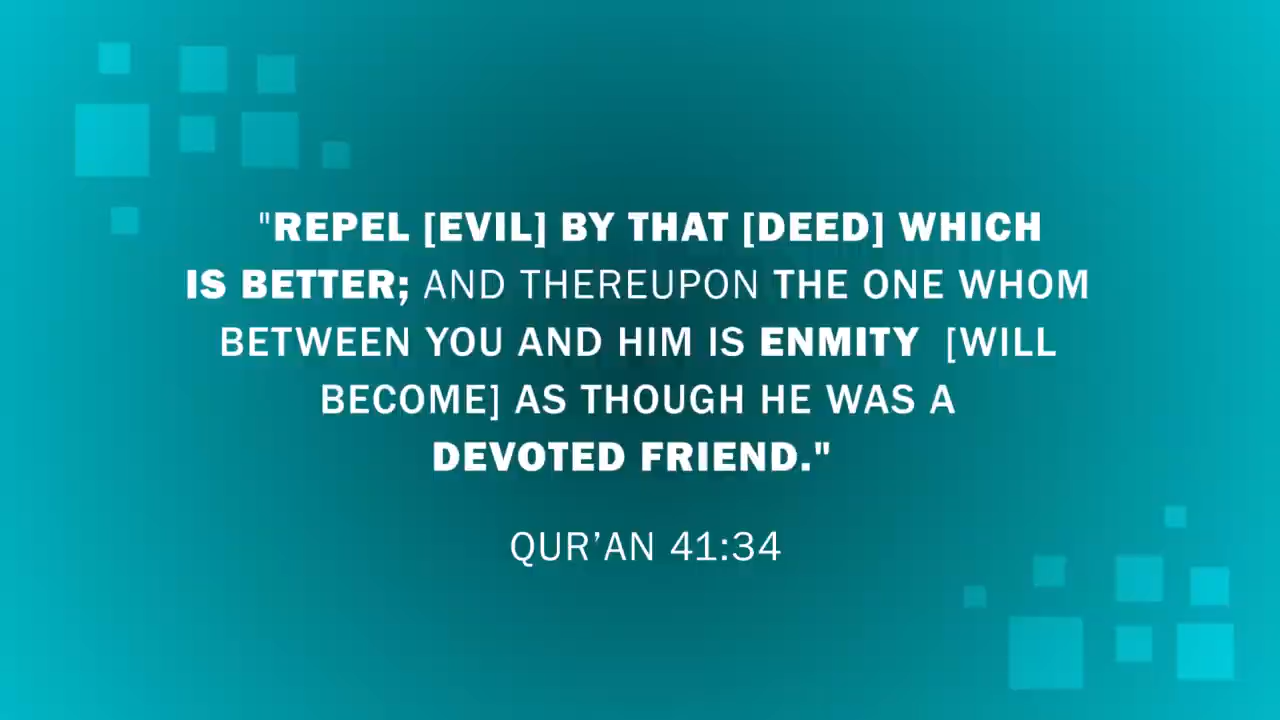 "REPEL [EVIL] BY THAT [DEED] WHICH
IS BETTER; AND THEREUPON THE ONE WHOM
BETWEEN YOU AND HIM IS ENMITY [WILL
BECOME] AS THOUGH HE WAS A
DEVOTED FRIEND."
QUR’AN 41:34